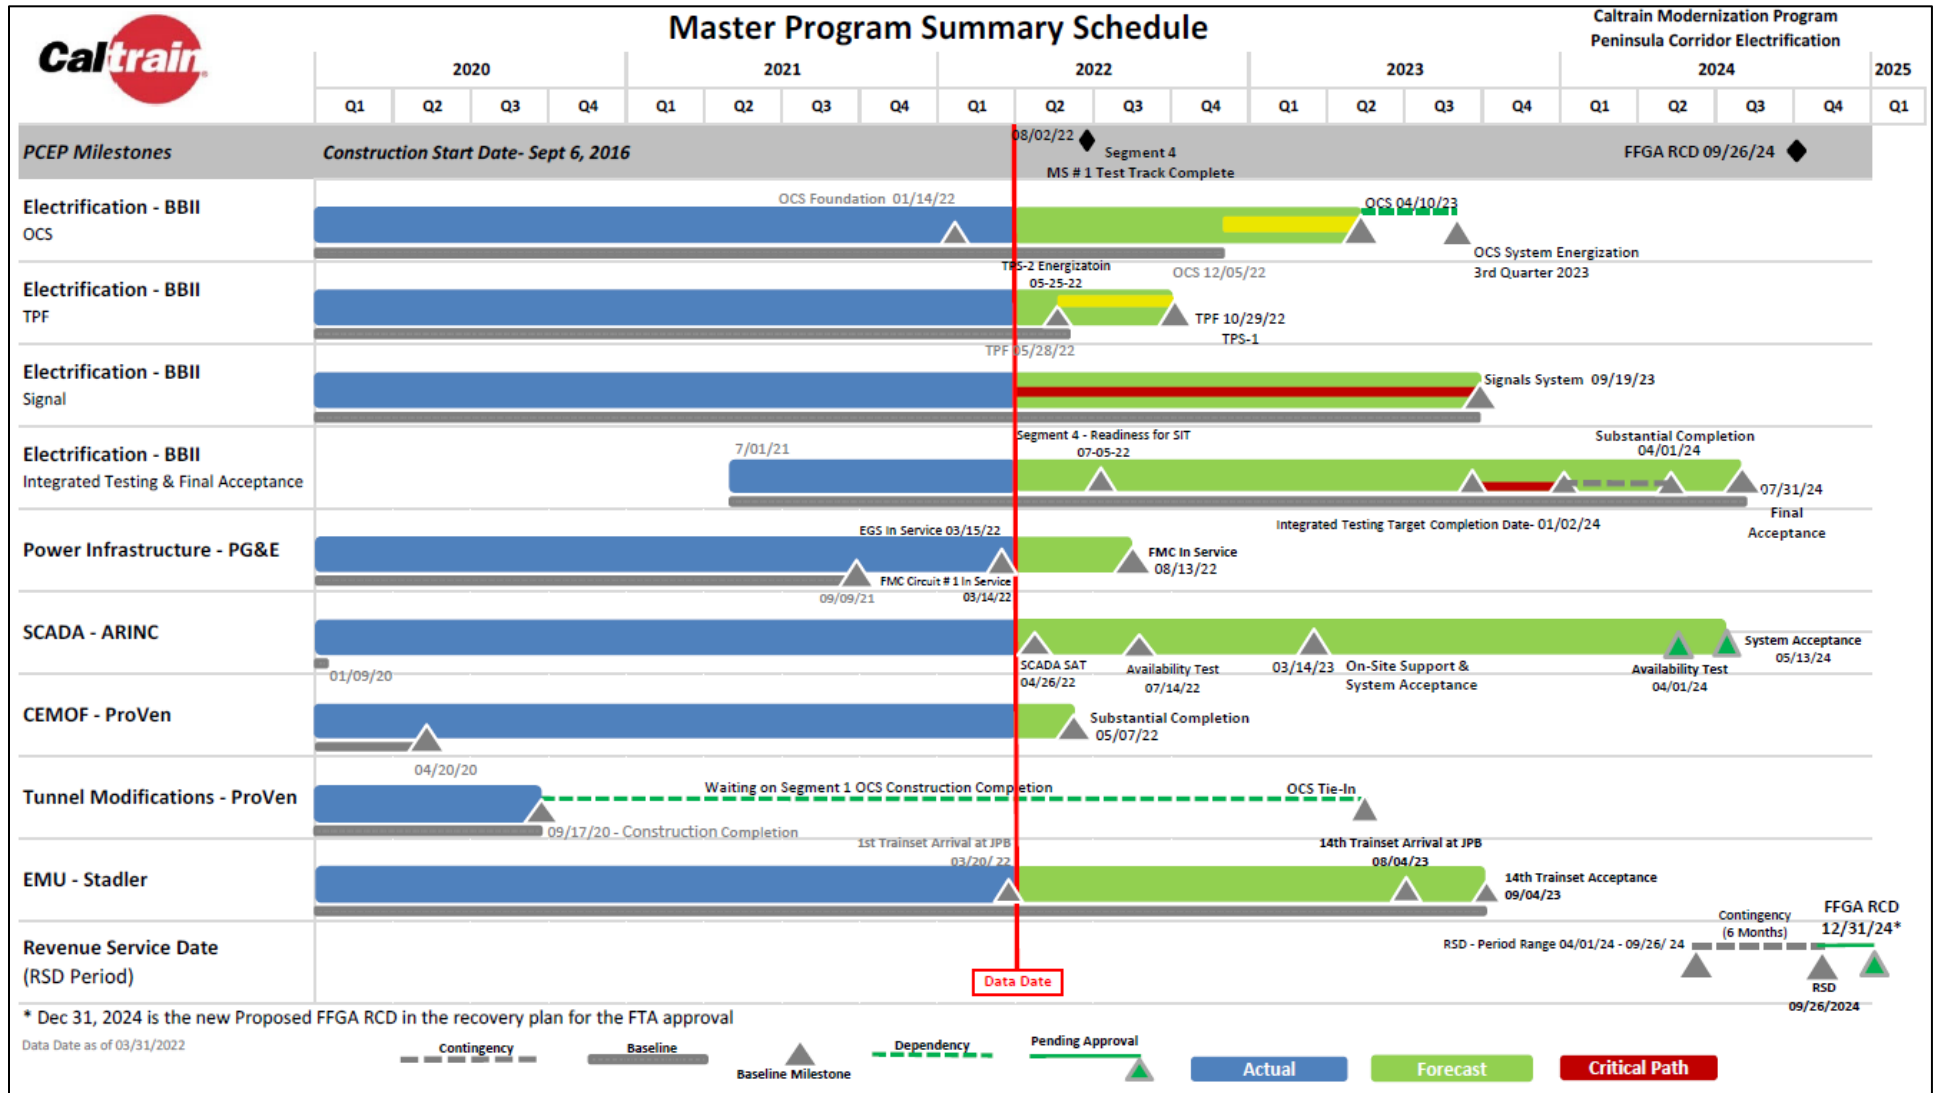 Caltrain
Master Program Summary Schedule
Caltrain Modernization Program
Peninsula Corridor Electrification
2020 2021 2022 2023 2024 2025
Q1 Q2 Q3 Q4 Q1 Q2 Q3 Q4 Q1 Q2 Q3 Q4 Q1 Q2 Q3 Q4 Q1 Q2 Q3 Q4 Q1
PCEP Milestones
Construction Start Date- Sept 6, 2016
08/02/22
Segment 4
MS # 1 Test Track Complete
FFGA RCD 09/26/24
Electrification - BBII
OCS
OCS Foundation 01/14/22
OCS 04/10/23
OCS System Energization
3rd Quarter 2023
OCS 12/05/22
Electrification - BBII
TPF
TPS-2 Energizatoin
05-25-22
TPF 10/29/22
TPS-1
TPF 05/28/22
Electrification - BBII
Signal
Signals System 09/19/23
Electrification - BBII
Integrated Testing & Final Acceptance
7/01/21
Segment 4 - Readiness for SIT
07-05-22
Substantial Completion
04/01/24
07/31/24
Final
Acceptance
Integrated Testing Target Completion Date- 01/02/24
Power Infrastructure - PG&E
EGS In Service 03/15/22
FMC Circuit # 1 In Service
03/14/22
09/09/21
FMC In Service
08/13/22
SCADA - ARINC
01/09/20
SCADA SAT
04/26/22
Availability Test
07/14/22
03/14/23 On-Site Support &
System Acceptance
Availability Test
04/01/24
System Acceptance
05/13/24
CEMOF - ProVen
04/20/20
Substantial Completion
05/07/22
Tunnel Modifications - ProVen
Waiting on Segment 1 OCS Construction Completion
OCS Tie-In
09/17/20 - Construction Completion
EMU - Stadler
1st Trainset Arrival at JPB
03/20/ 22
14th Trainset Arrival at JPB
08/04/23
14th Trainset Acceptance
09/04/23
Revenue Service Date
(RSD Period)
RSD - Period Range 04/01/24 - 09/26/ 24
Contingency
(6 Months)
FFGA RCD
12/31/24*
RSD
09/26/2024
Data Date
* Dec 31, 2024 is the new Proposed FFGA RCD in the recovery plan for the FTA approval
Data Date as of 03/31/2022
Contingency
Baseline
Baseline Milestone
Dependency
Pending Approval
Actual
Forecast
Critical Path